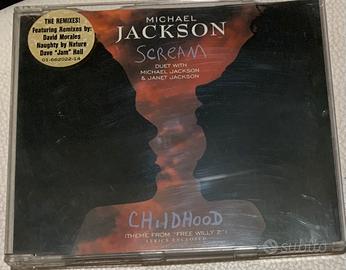 THE REMIXES!
Featuring Remixes by:
David Morales
Naughty by Nature
Dave "Jam" Hall
01-662022-14
MICHAEL
JACKSON
SCREAM
DUET WITH
MICHAEL JACKSON
& JANET JACKSON
CHILDHOOD
(THEME FROM "FREE WILLY 2")
LYRICS ENCLOSED
subito